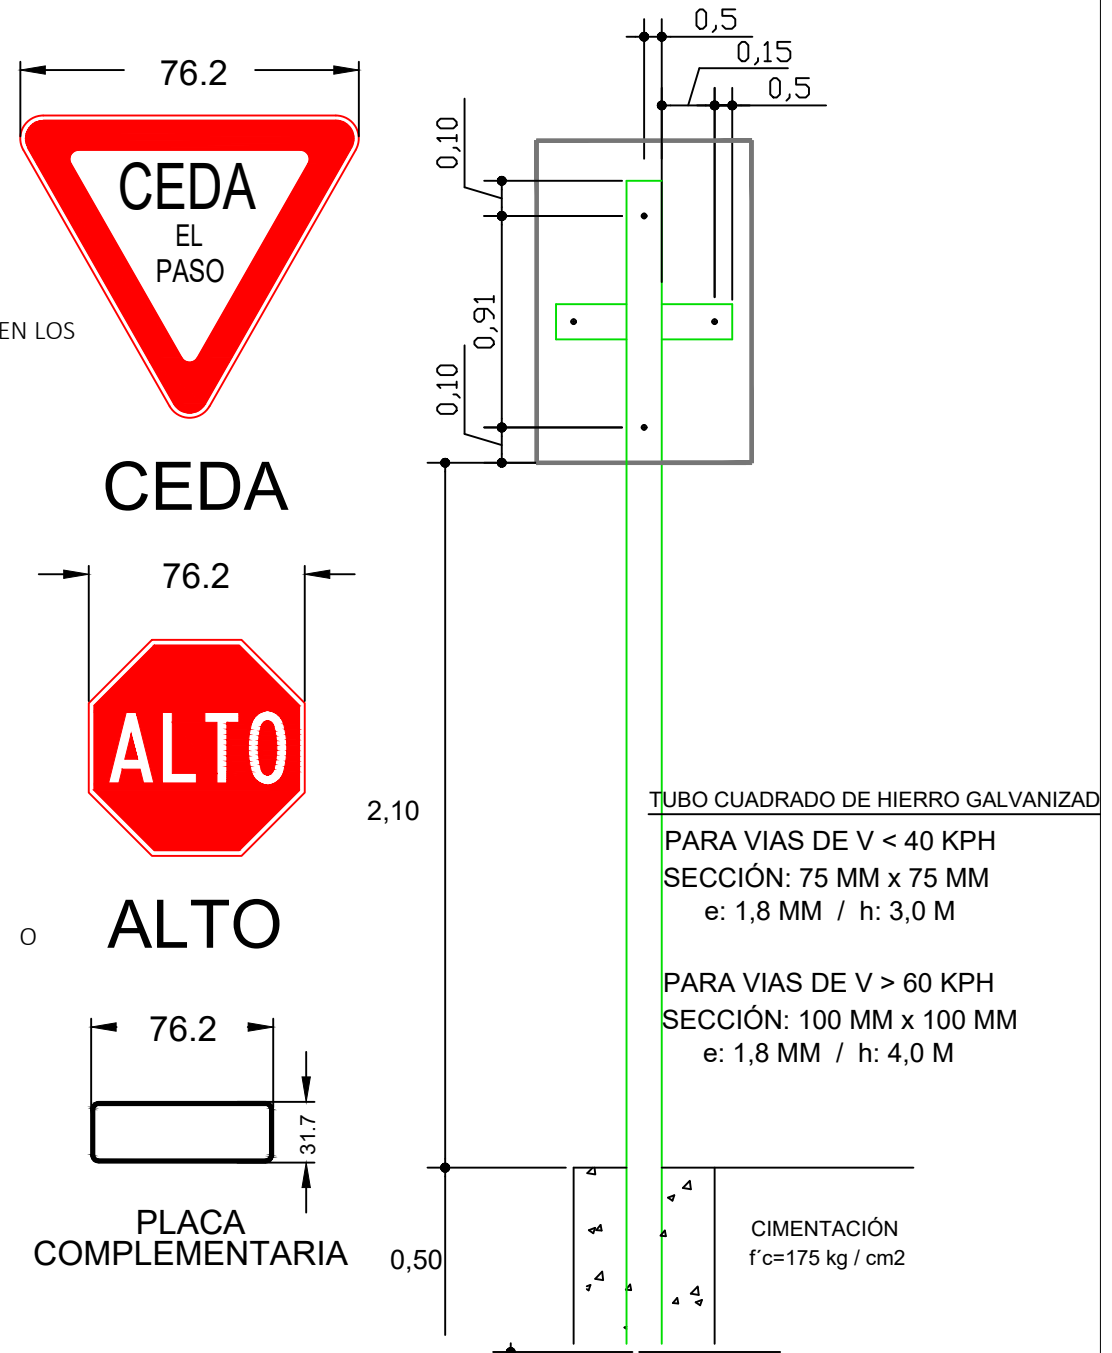 76.2
CEDA
EL
PASO
EN LOS
CEDA
76.2
ALTO
O
ALTO
76.2
31.7
PLACA
COMPLEMENTARIA
0,5
0,15
0,5
0,10
0,91
0,10
2,10
TUBO CUADRADO DE HIERRO GALVANIZAD
PARA VIAS DE V < 40 KPH
SECCIÓN: 75 MM x 75 MM
e: 1,8 MM / h: 3,0 M
PARA VIAS DE V > 60 KPH
SECCIÓN: 100 MM x 100 MM
e: 1,8 MM / h: 4,0 M
0,50
CIMENTACIÓN
f´c=175 kg / cm2